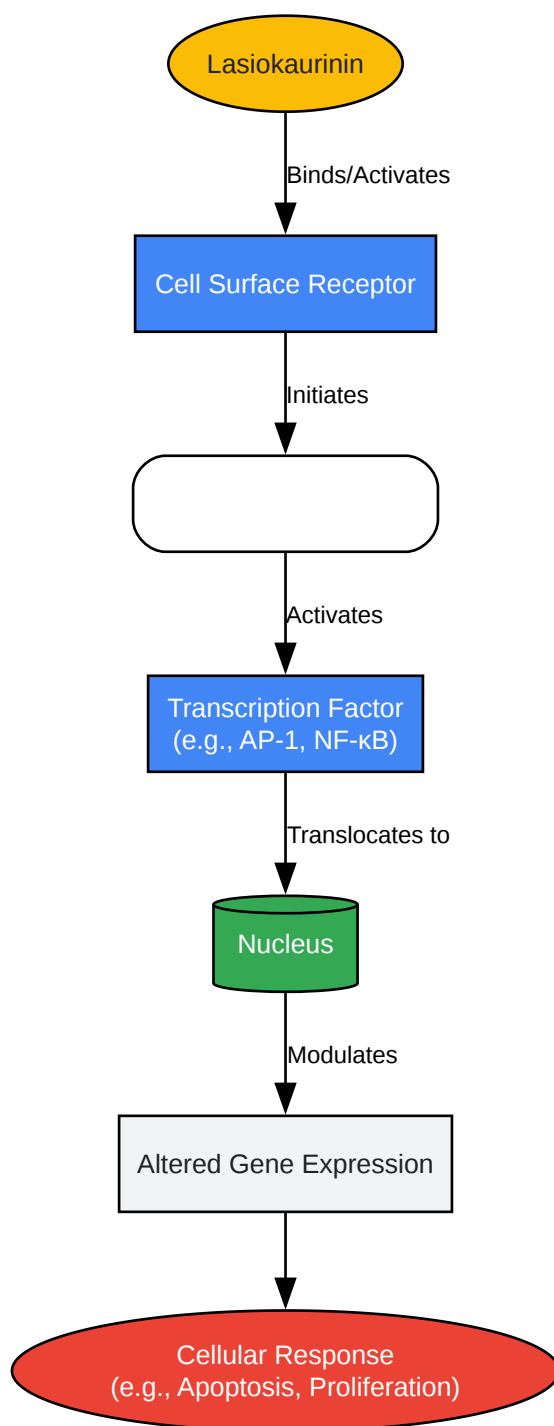 Lasiokaurinin
Binds/Activates
Cell Surface Receptor
Initiates
Activates
Transcription Factor
(e.g., AP-1, NF-κB)
Translocates to
Nucleus
Modulates
Altered Gene Expression
Cellular Response
(e.g., Apoptosis, Proliferation)